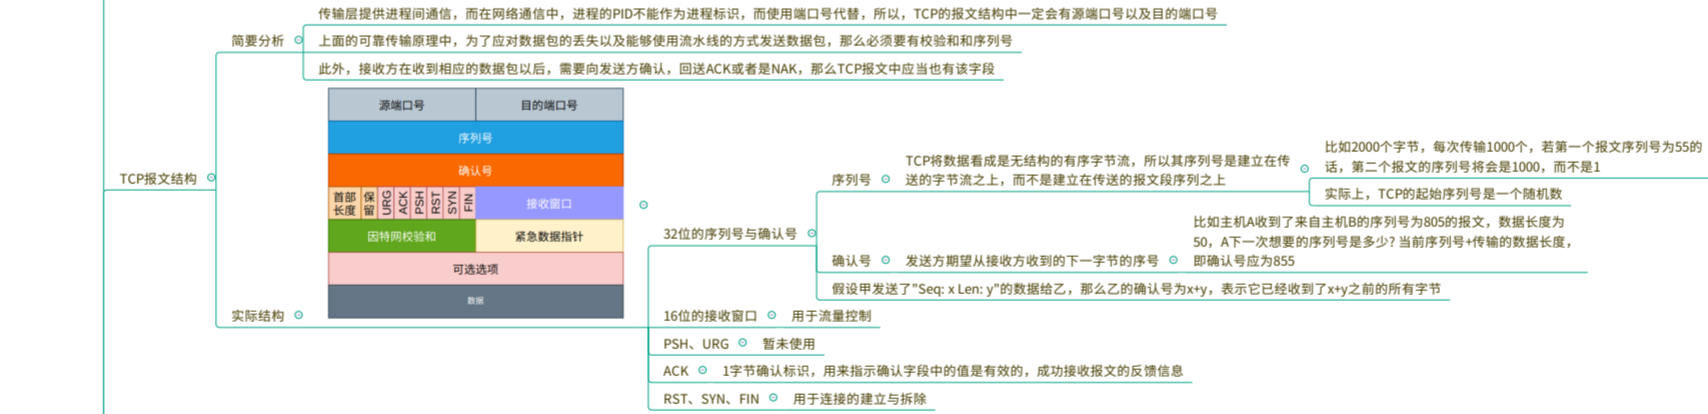 传输层提供进程间通信，而在网络通信中，进程的PID不能作为进程标识，而使用端口号代替，所以，TCP的报文结构中一定会有源端口号以及目的端口号
简要分析
上面的可靠传输原理中，为了应对数据包的丢失以及能够使用流水线的方式发送数据包，那么必须要有校验和和序列号
此外，接收方在收到相应的数据包以后，需要向发送方确认，回送ACK或者是NAK，那么TCP报文中应当也有该字段
TCP报文结构
实际结构
源端口号
目的端口号
序列号
确认号
首部
长度
保
留
URG
ACK
PSH
RST
SYN
FIN
接收窗口
因特网校验和
紧急数据指针
可选选项
数据
32位的序列号与确认号
序列号
TCP将数据看成是无结构的有序字节流，所以其序列号是建立在传
送的字节流之上，而不是建立在传送的报文段序列之上
比如2000个字节，每次传输1000个，若第一个报文序列号为55的
话，第二个报文的序列号将会是1000，而不是1
实际上，TCP的起始序列号是一个随机数
确认号
发送方期望从接收方收到的下一字节的序号
比如主机A收到了来自主机B的序列号为805的报文，数据长度为
50，A下一次想要的序列号是多少? 当前序列号+传输的数据长度，
即确认号应为855
假设甲发送了"Seq: x Len: y"的数据给乙，那么乙的确认号为x+y，表示它已经收到了x+y之前的所有字节
16位的接收窗口
用于流量控制
PSH、URG
暂未使用
ACK
1字节确认标识，用来指示确认字段中的值是有效的，成功接收报文的反馈信息
RST、SYN、FIN
用于连接的建立与拆除